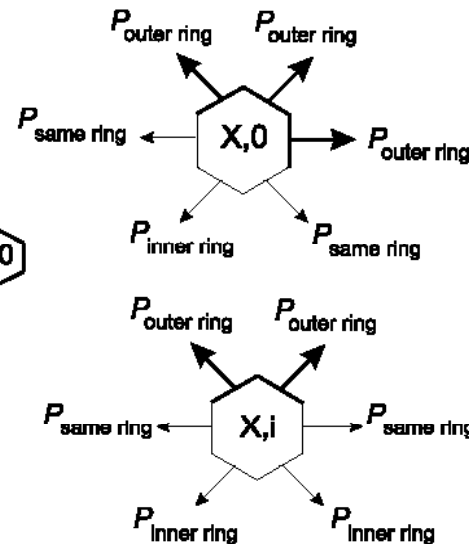 P outer ring P outer ring
P same ring X,0 P outer ring
P inner ring P same ring
0
P outer ring P outer ring
P same ring X,i P same ring
P inner ring P inner ring